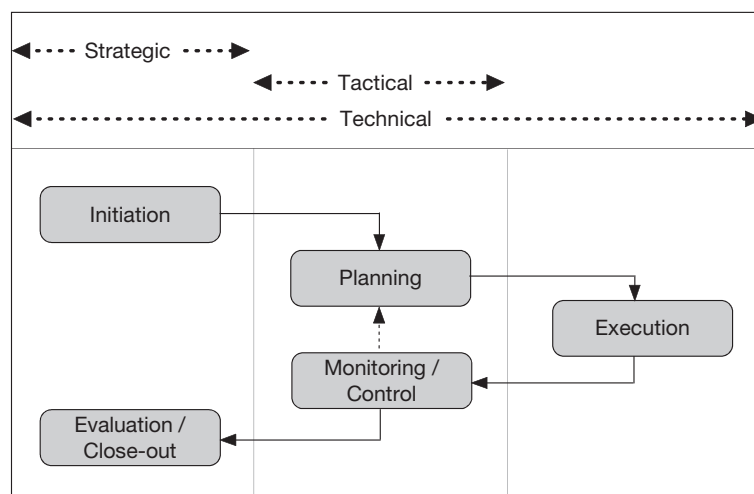 Strategic
Tactical
Technical
Initiation
Planning
Execution
Monitoring /
Control
Evaluation /
Close-out